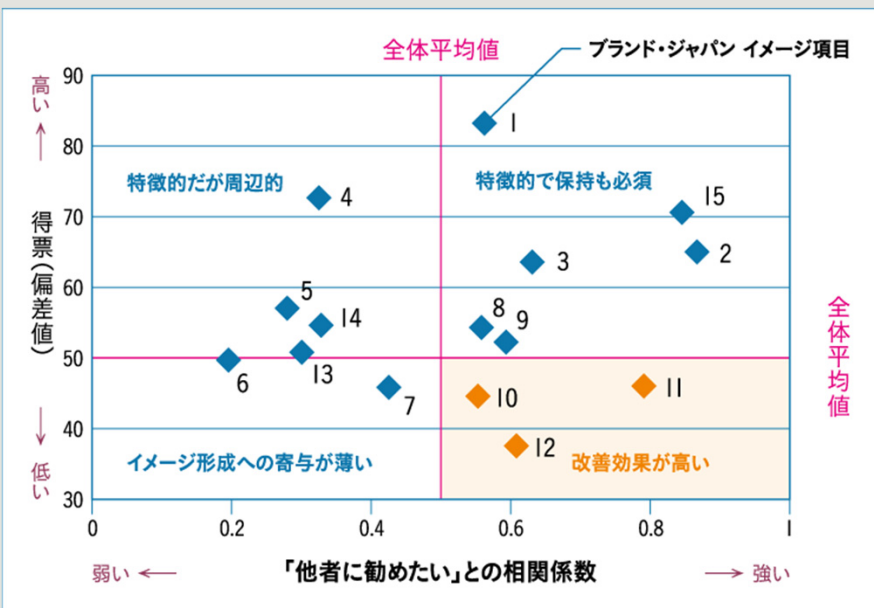 全体平均値
ブランド・ジャパン イメージ項目
高い
90
80
70
60
50
40
30
得票(偏差値)
低い
特徴的だが周辺的
特徴的で保持も必須
イメージ形成への寄与が薄い
改善効果が高い
1
4
15
2
3
5
14
8
9
13
6
7
10
11
12
全体平均値
0
0.2
0.4
0.6
0.8
1
弱い
「他者に勧めたい」との相関係数
強い